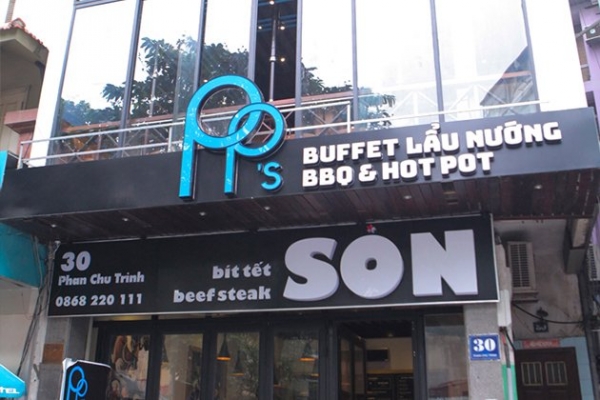 PP's
BUFFET LẨU NƯỚNG
BBQ & HOT POT
30
Phan Chu Trinh
0868 220 111
bít tết
beef steak
SON
30